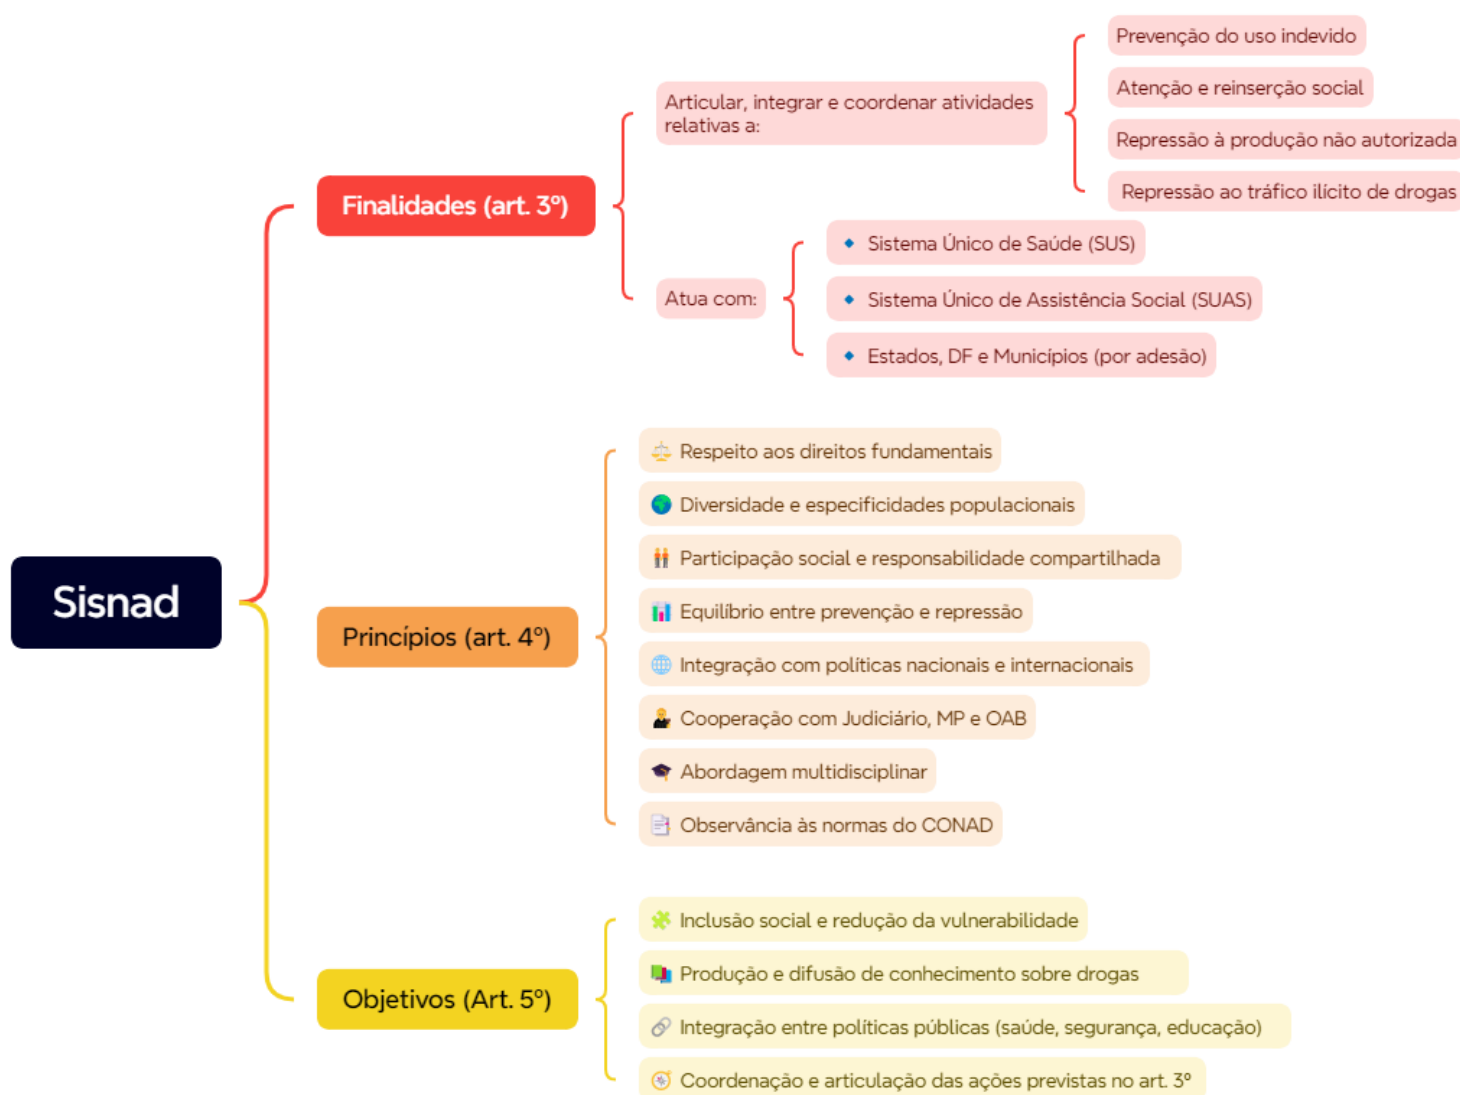 Sisnad
Finalidades (art. 3º)
Articular, integrar e coordenar atividades
relativas a:
Prevenção do uso indevido
Atenção e reinserção social
Repressão à produção não autorizada
Repressão ao tráfico ilícito de drogas
Atua com:
Sistema Único de Saúde (SUS)
Sistema Único de Assistência Social (SUAS)
Estados, DF e Municípios (por adesão)
Princípios (art. 4º)
Respeito aos direitos fundamentais
Diversidade e especificidades populacionais
Participação social e responsabilidade compartilhada
Equilíbrio entre prevenção e repressão
Integração com políticas nacionais e internacionais
Cooperação com Judiciário, MP e OAB
Abordagem multidisciplinar
Observância às normas do CONAD
Objetivos (Art. 5º)
Inclusão social e redução da vulnerabilidade
Produção e difusão de conhecimento sobre drogas
Integração entre políticas públicas (saúde, segurança, educação)
Coordenação e articulação das ações previstas no art. 3º